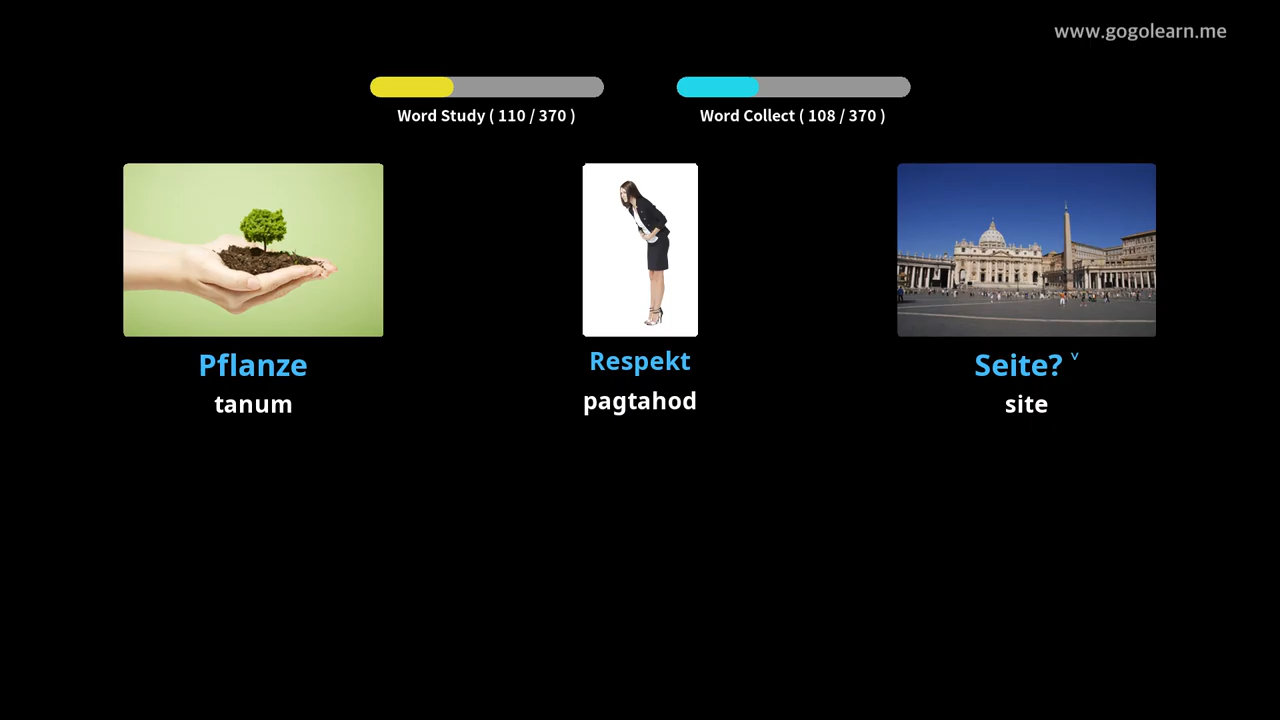 www.gogolearn.me
Word Study ( 110 / 370 )
Word Collect ( 108 / 370 )
Pflanze
tanum
Respekt
pagtahod
Seite? ᵛ
site